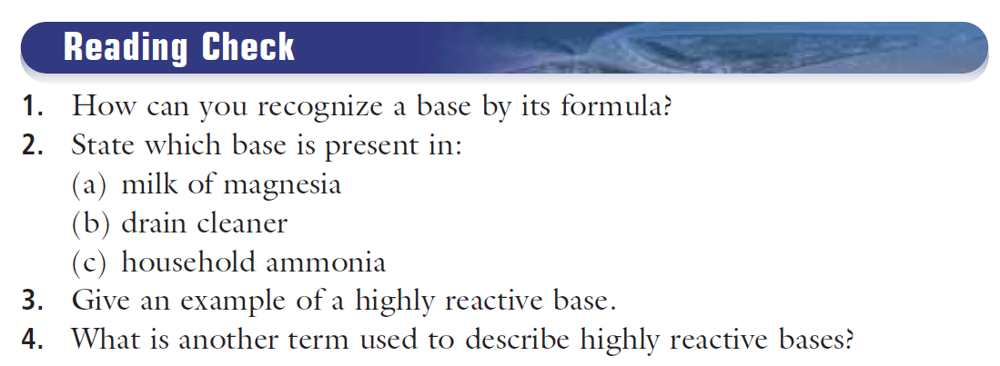 Reading Check
1. How can you recognize a base by its formula?
2. State which base is present in:
(a) milk of magnesia
(b) drain cleaner
(c) household ammonia
3. Give an example of a highly reactive base.
4. What is another term used to describe highly reactive bases?